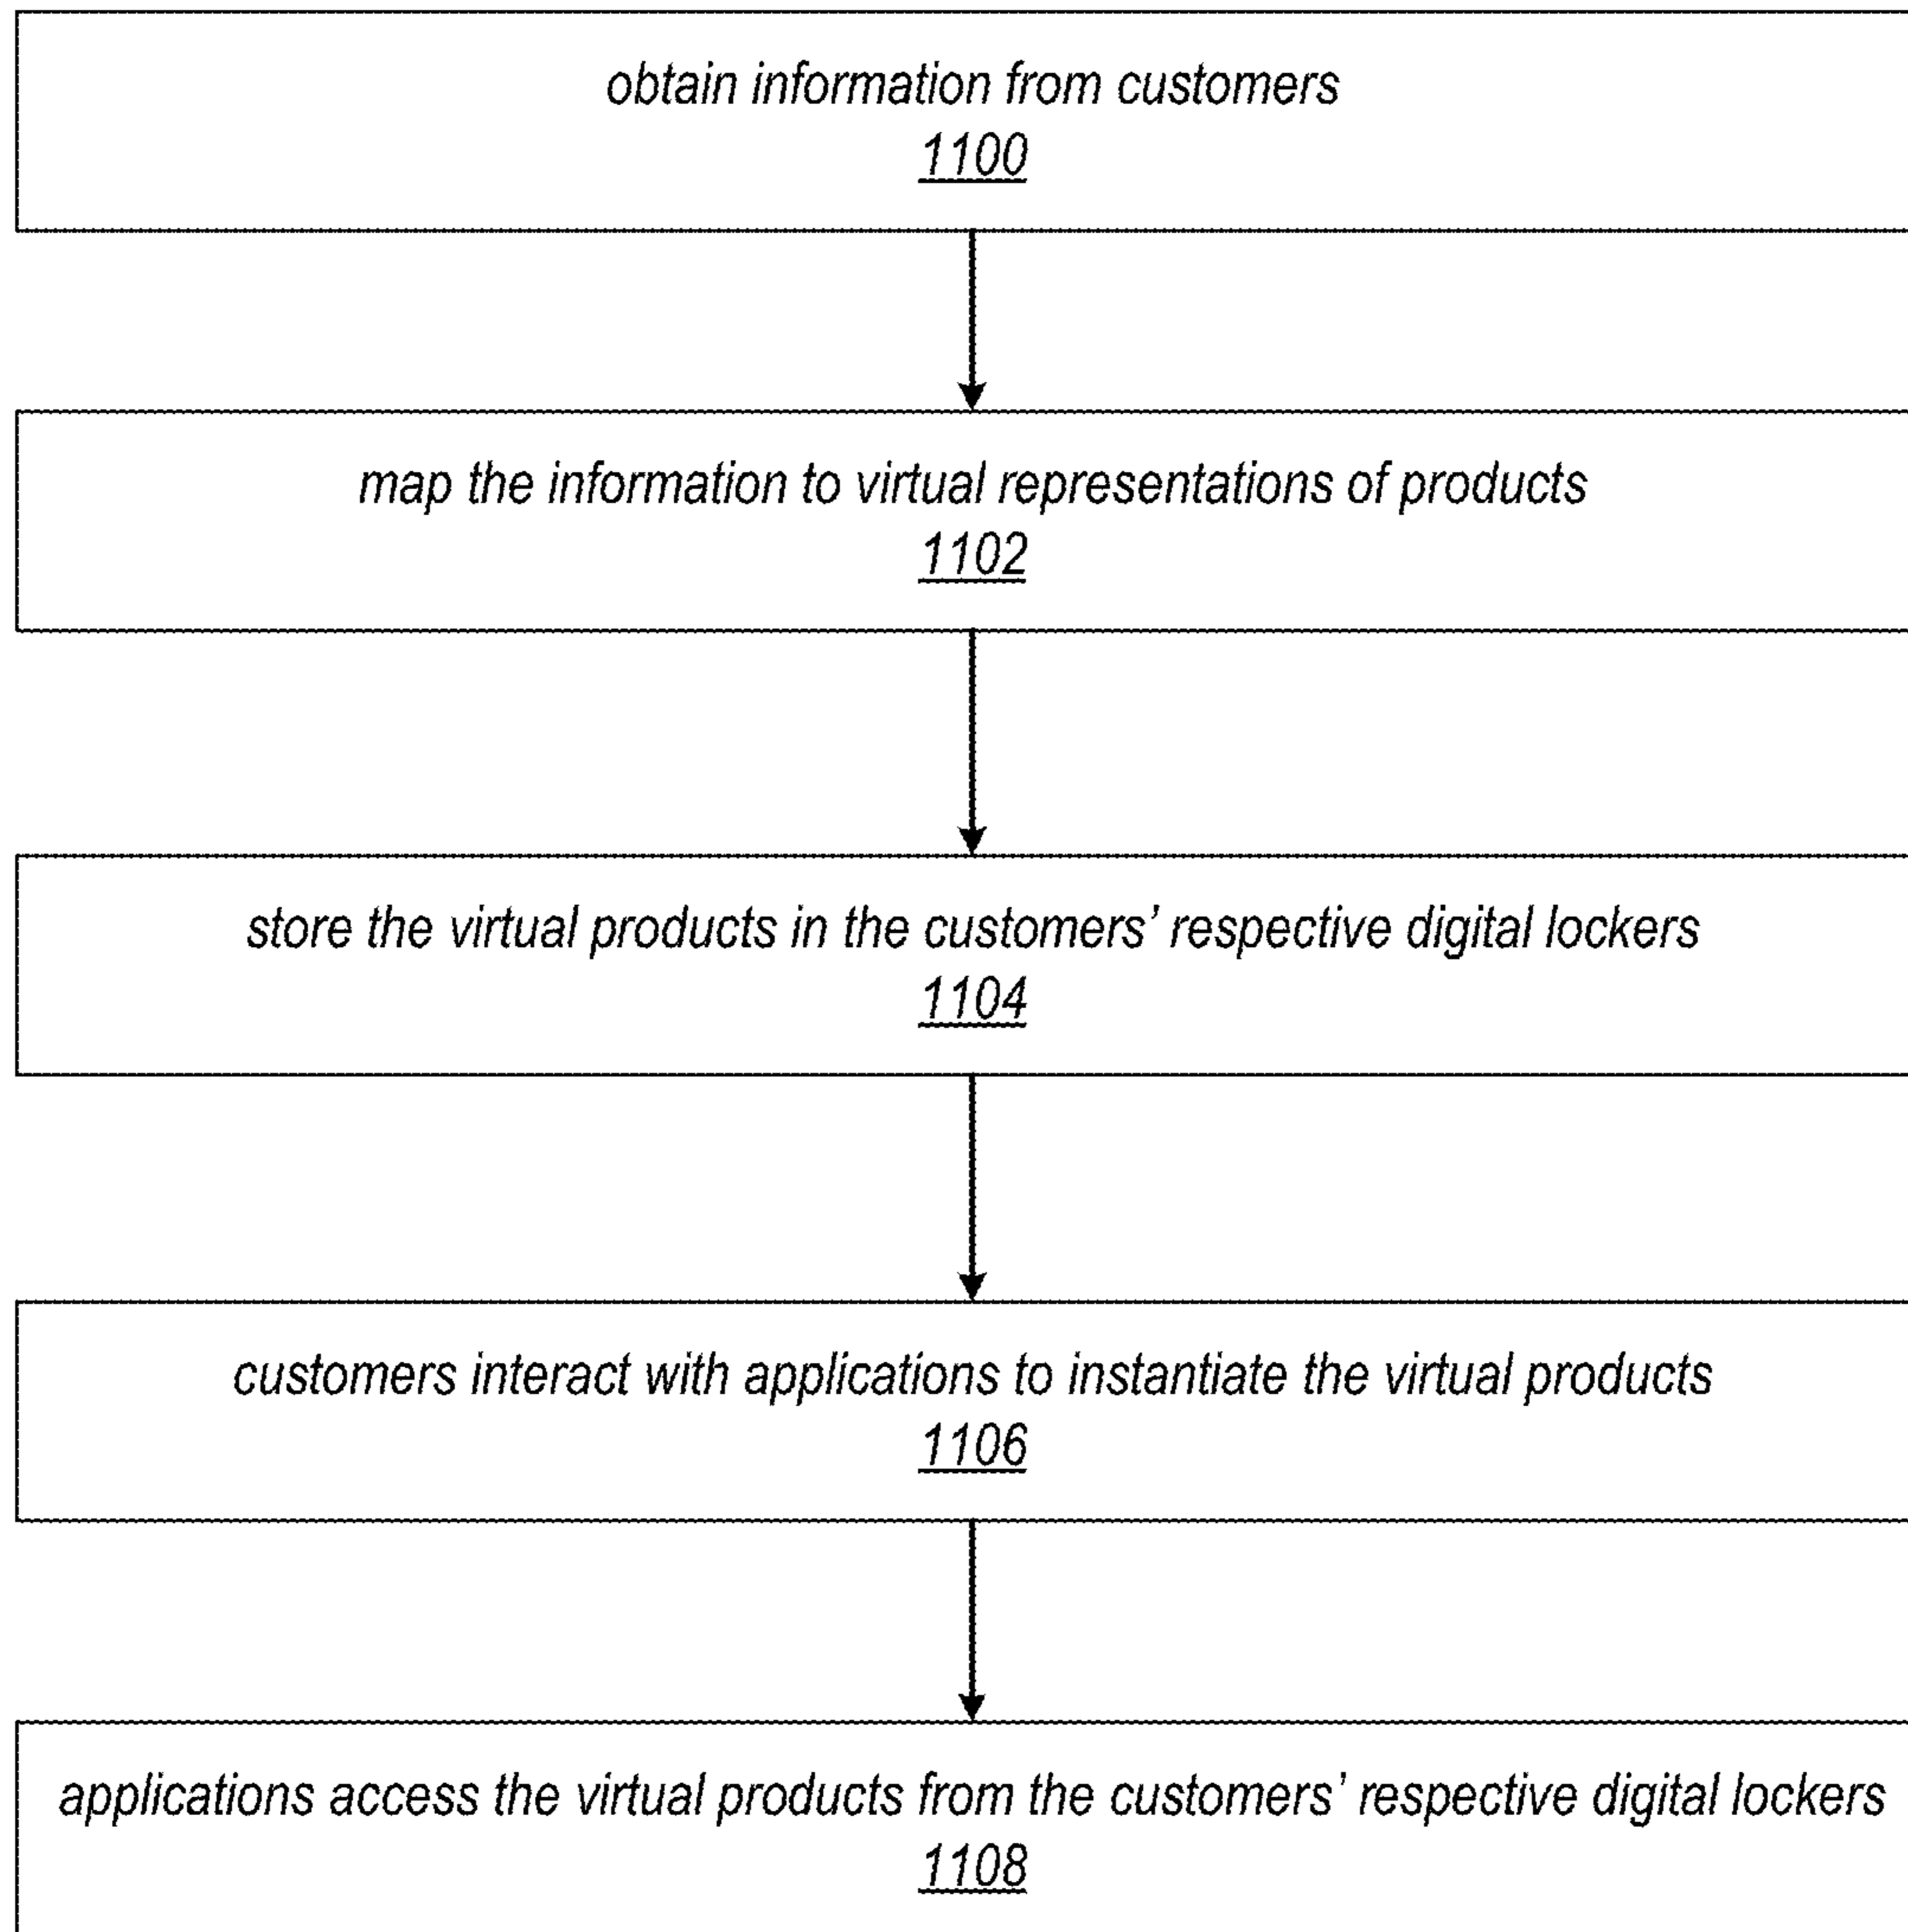 obtain information from customers
1100
map the information to virtual representations of products
1102
store the virtual products in the customers’ respective digital lockers
1104
customers interact with applications to instantiate the virtual products
1106
applications access the virtual products from the customers’ respective digital lockers
1108